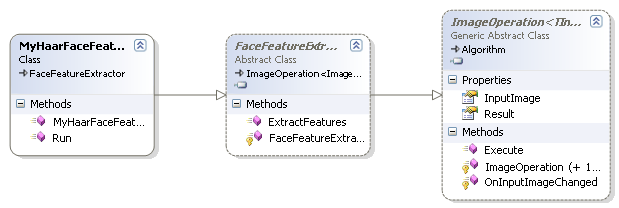 MyHaarFaceFeat...
Class
FaceFeatureExtractor
Methods
MyHaarFaceFeat...
Run
FaceFeatureExtr...
Abstract Class
ImageOperation<Image...
Methods
ExtractFeatures
FaceFeatureExtra...
ImageOperation<TIn...
Generic Abstract Class
Algorithm
Properties
InputImage
Result
Methods
Execute
ImageOperation (+ 1...
OnInputImageChanged